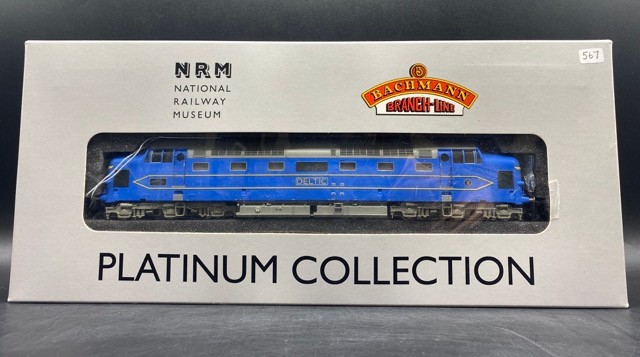 NRM
NATIONAL
RAILWAY
MUSEUM
BACHMANN
BRANCH-LINE
567
DELTIC
PLATINUM COLLECTION